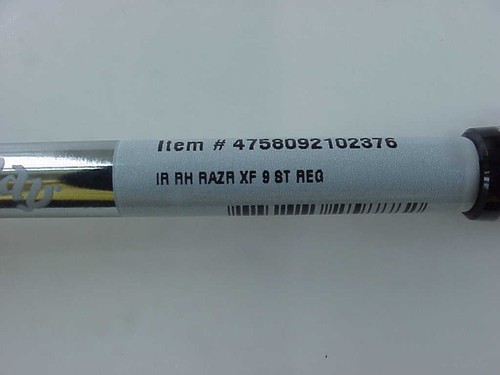 Item # 4758092102376
IR RH RAZR XF 9 ST REG